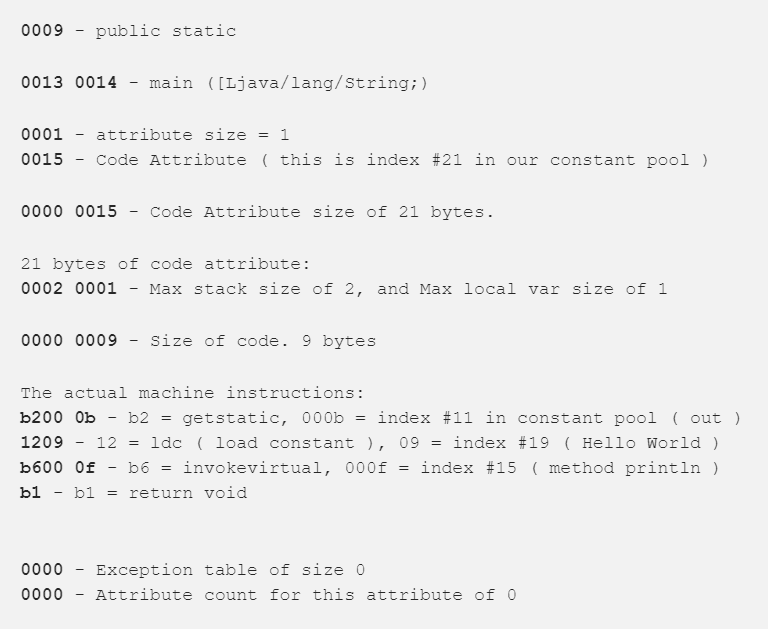 0009 - public static
0013 0014 - main ([Ljava/lang/String;)
0001 - attribute size = 1
0015 - Code Attribute ( this is index #21 in our constant pool )
0000 0015 - Code Attribute size of 21 bytes.
21 bytes of code attribute:
0002 0001 - Max stack size of 2, and Max local var size of 1
0000 0009 - Size of code. 9 bytes
The actual machine instructions:
b200 0b - b2 = getstatic, 000b = index #11 in constant pool ( out )
1209 - 12 = ldc ( load constant ), 09 = index #19 ( Hello World )
b600 0f - b6 = invokevirtual, 000f = index #15 ( method println )
b1 - b1 = return void
0000 - Exception table of size 0
0000 - Attribute count for this attribute of 0